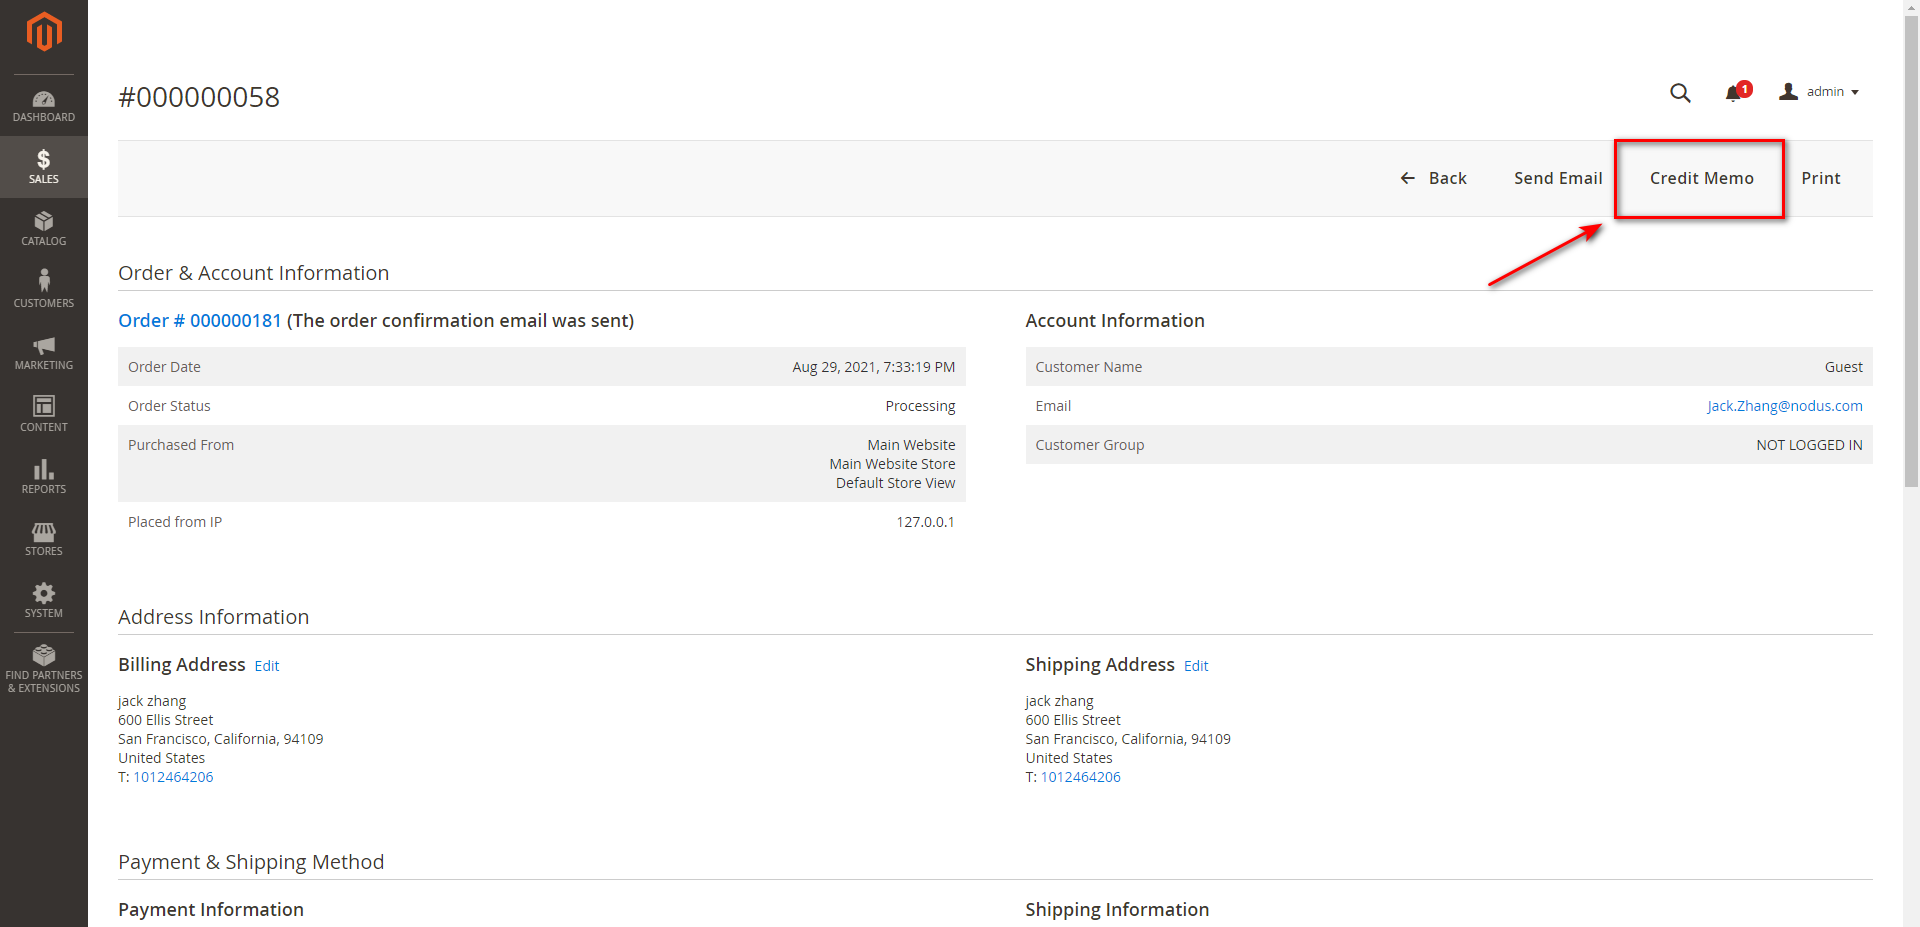 #000000058
1
admin
DASHBOARD
SALES
CATALOG
CUSTOMERS
MARKETING
CONTENT
REPORTS
STORES
SYSTEM
FIND PARTNERS
& EXTENSIONS
Back
Send Email
Credit Memo
Print
Order & Account Information
Order # 000000181 (The order confirmation email was sent)
Order Date Aug 29, 2021, 7:33:19 PM
Order Status Processing
Purchased From Main Website
Main Website Store
Default Store View
Placed from IP 127.0.0.1
Account Information
Customer Name Guest
Email Jack.Zhang@nodus.com
Customer Group NOT LOGGED IN
Address Information
Billing Address Edit
jack zhang
600 Ellis Street
San Francisco, California, 94109
United States
T: 1012464206
Shipping Address Edit
jack zhang
600 Ellis Street
San Francisco, California, 94109
United States
T: 1012464206
Payment & Shipping Method
Payment Information
Shipping Information